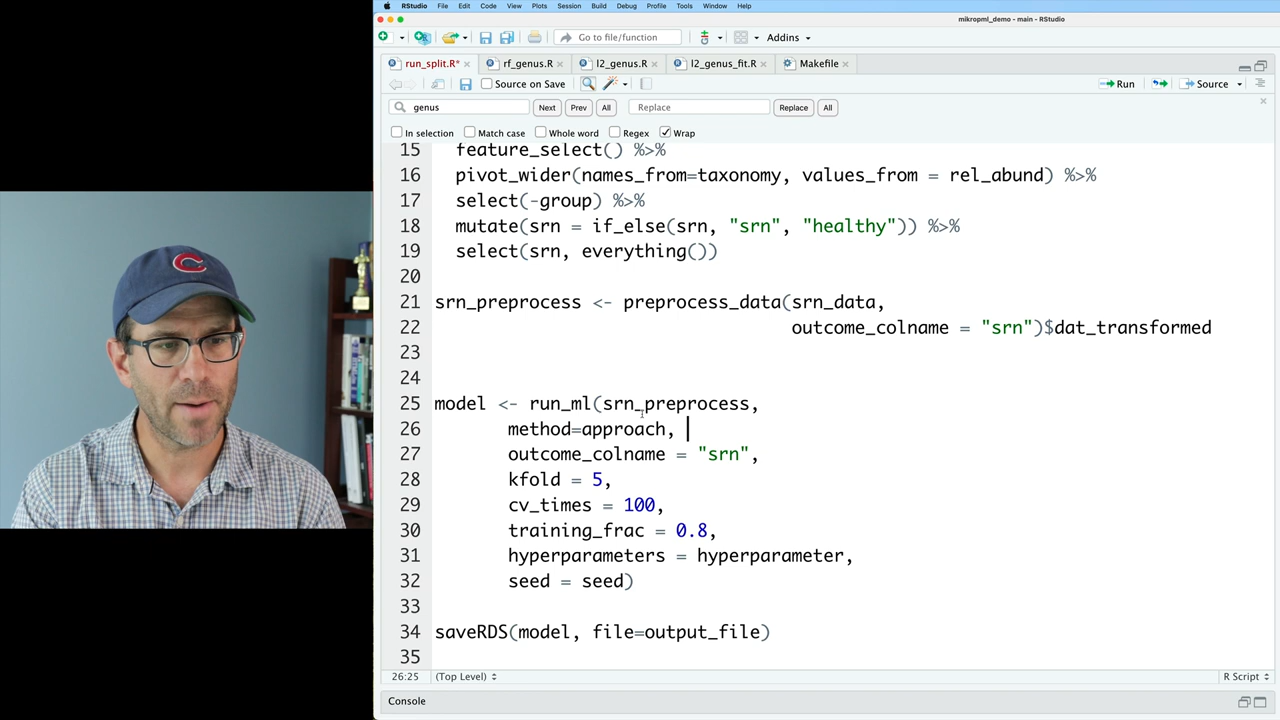 RStudio File Edit Code View Plots Session Build Debug Profile Tools Window Help
mikropml_demo - main - RStudio
Go to file/function Addins
run_split.R* rf_genus.R l2_genus.R l2_genus_fit.R Makefile
Source on Save Run Source
genus Next Prev All Replace Replace All
In selection Match case Whole word Regex Wrap
15 feature_select() %>%
16 pivot_wider(names_from=taxonomy, values_from = rel_abund) %>%
17 select(-group) %>%
18 mutate(srn = if_else(srn, "srn", "healthy")) %>%
19 select(srn, everything())
20
21 srn_preprocess <- preprocess_data(srn_data,
22 outcome_colname = "srn")$dat_transformed
23
24
25 model <- run_ml(srn_preprocess,
26 method=approach,
27 outcome_colname = "srn",
28 kfold = 5,
29 cv_times = 100,
30 training_frac = 0.8,
31 hyperparameters = hyperparameter,
32 seed = seed)
33
34 saveRDS(model, file=output_file)
35
26:25 (Top Level) R Script
Console
C